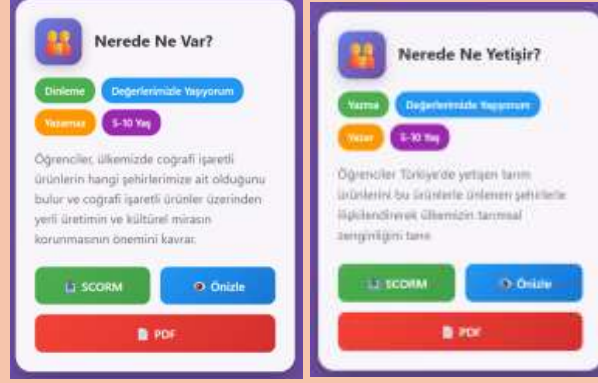 Nerede Ne Var?
Dinleme
Değerlerimizle Yaşıyorum
Yazamaz
5-10 Yaş
Öğrenciler, ülkemizde coğrafi işaretli
ürünlerin hangi şehirlerimize ait olduğunu
bulur ve coğrafi işaretli ürünler üzerinden
yerli üretimin ve kültürel mirasın
korunmasının önemini kavrar.
SCORM
Önizle
PDF
Nerede Ne Yetişir?
Yazma
Değerlerimizle Yaşıyorum
Yazar
5-10 Yaş
Öğrenciler Türkiye'de yetişen tarım
ürünlerini bu ürünlerle ünlenen şehirlerle
ilişkilendirerek ülkemizin tarımsal
zenginliğini tanır.
SCORM
Önizle
PDF